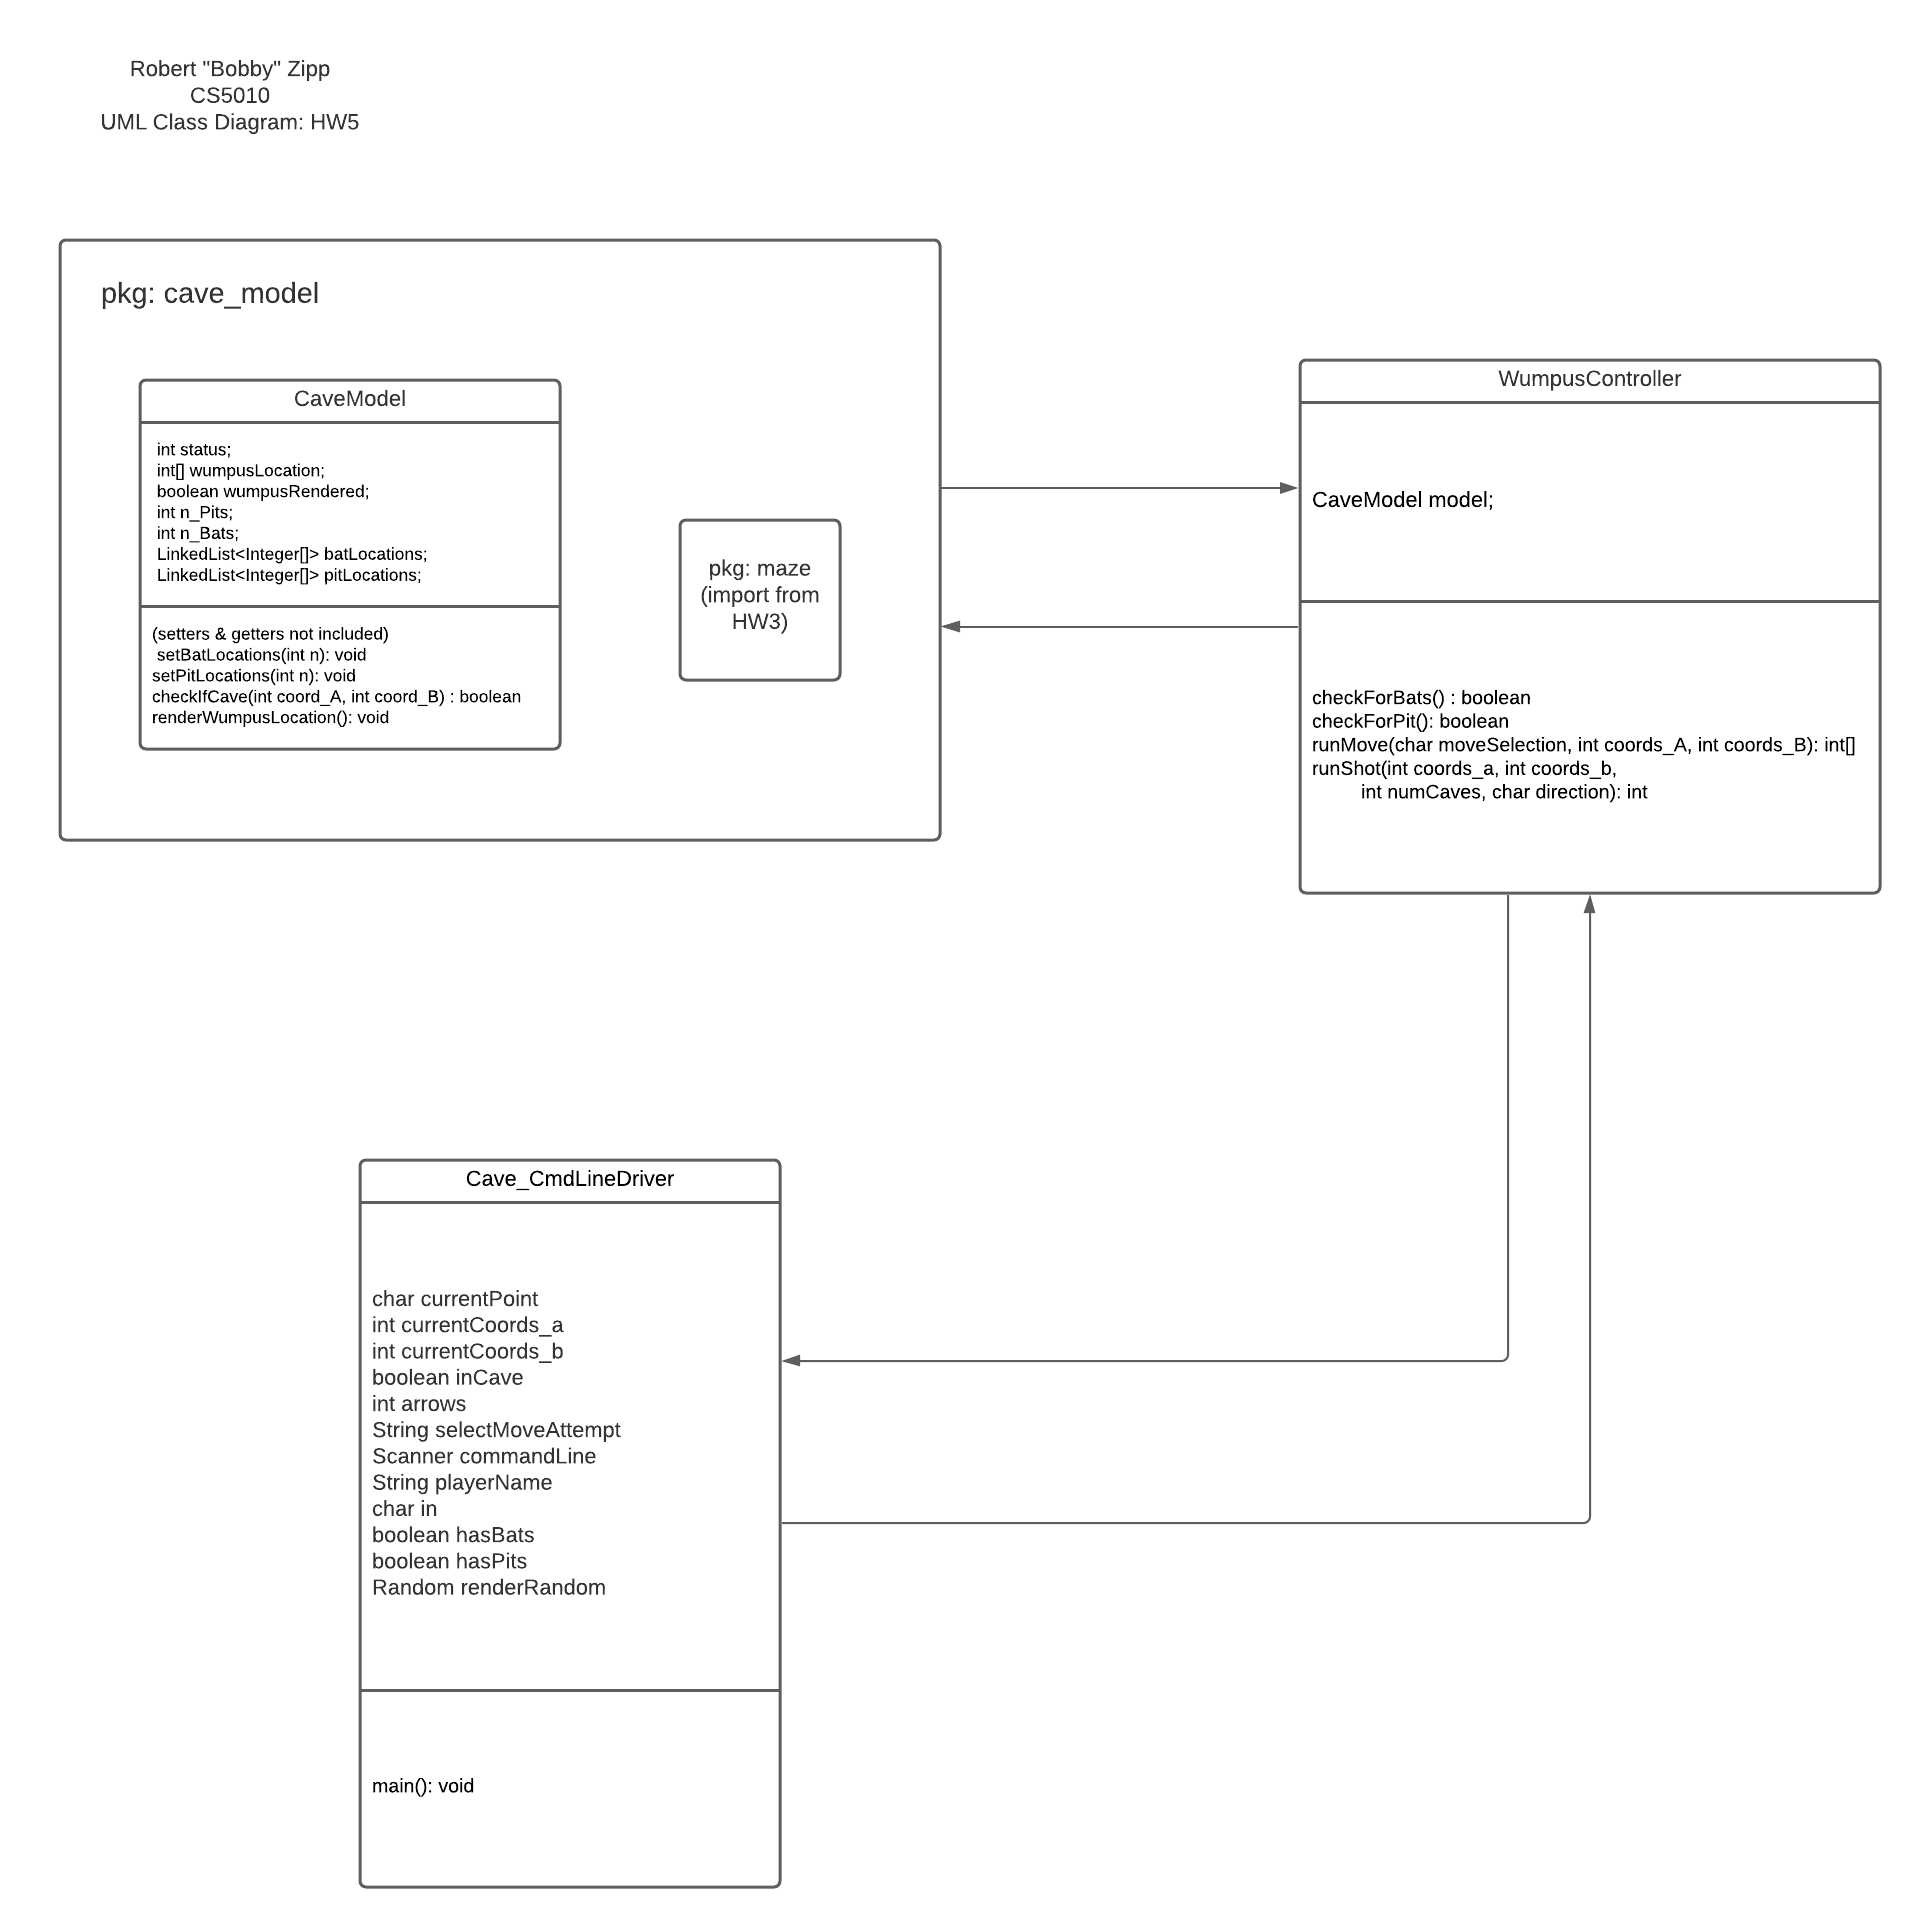 Robert "Bobby" Zipp
CS5010
UML Class Diagram: HW5
pkg: cave_model
CaveModel
int status;
int[] wumpusLocation;
boolean wumpusRendered;
int n_Pits;
int n_Bats;
LinkedList<Integer[]> batLocations;
LinkedList<Integer[]> pitLocations;
(setters & getters not included)
setBatLocations(int n): void
setPitLocations(int n): void
checkIfCave(int coord_A, int coord_B) : boolean
renderWumpusLocation(): void
pkg: maze
(import from
HW3)
WumpusController
CaveModel model;
checkForBats() : boolean
checkForPit(): boolean
runMove(char moveSelection, int coords_A, int coords_B): int[]
runShot(int coords_a, int coords_b,
int numCaves, char direction): int
Cave_CmdLineDriver
char currentPoint
int currentCoords_a
int currentCoords_b
boolean inCave
int arrows
String selectMoveAttempt
Scanner commandLine
String playerName
char in
boolean hasBats
boolean hasPits
Random renderRandom
main(): void